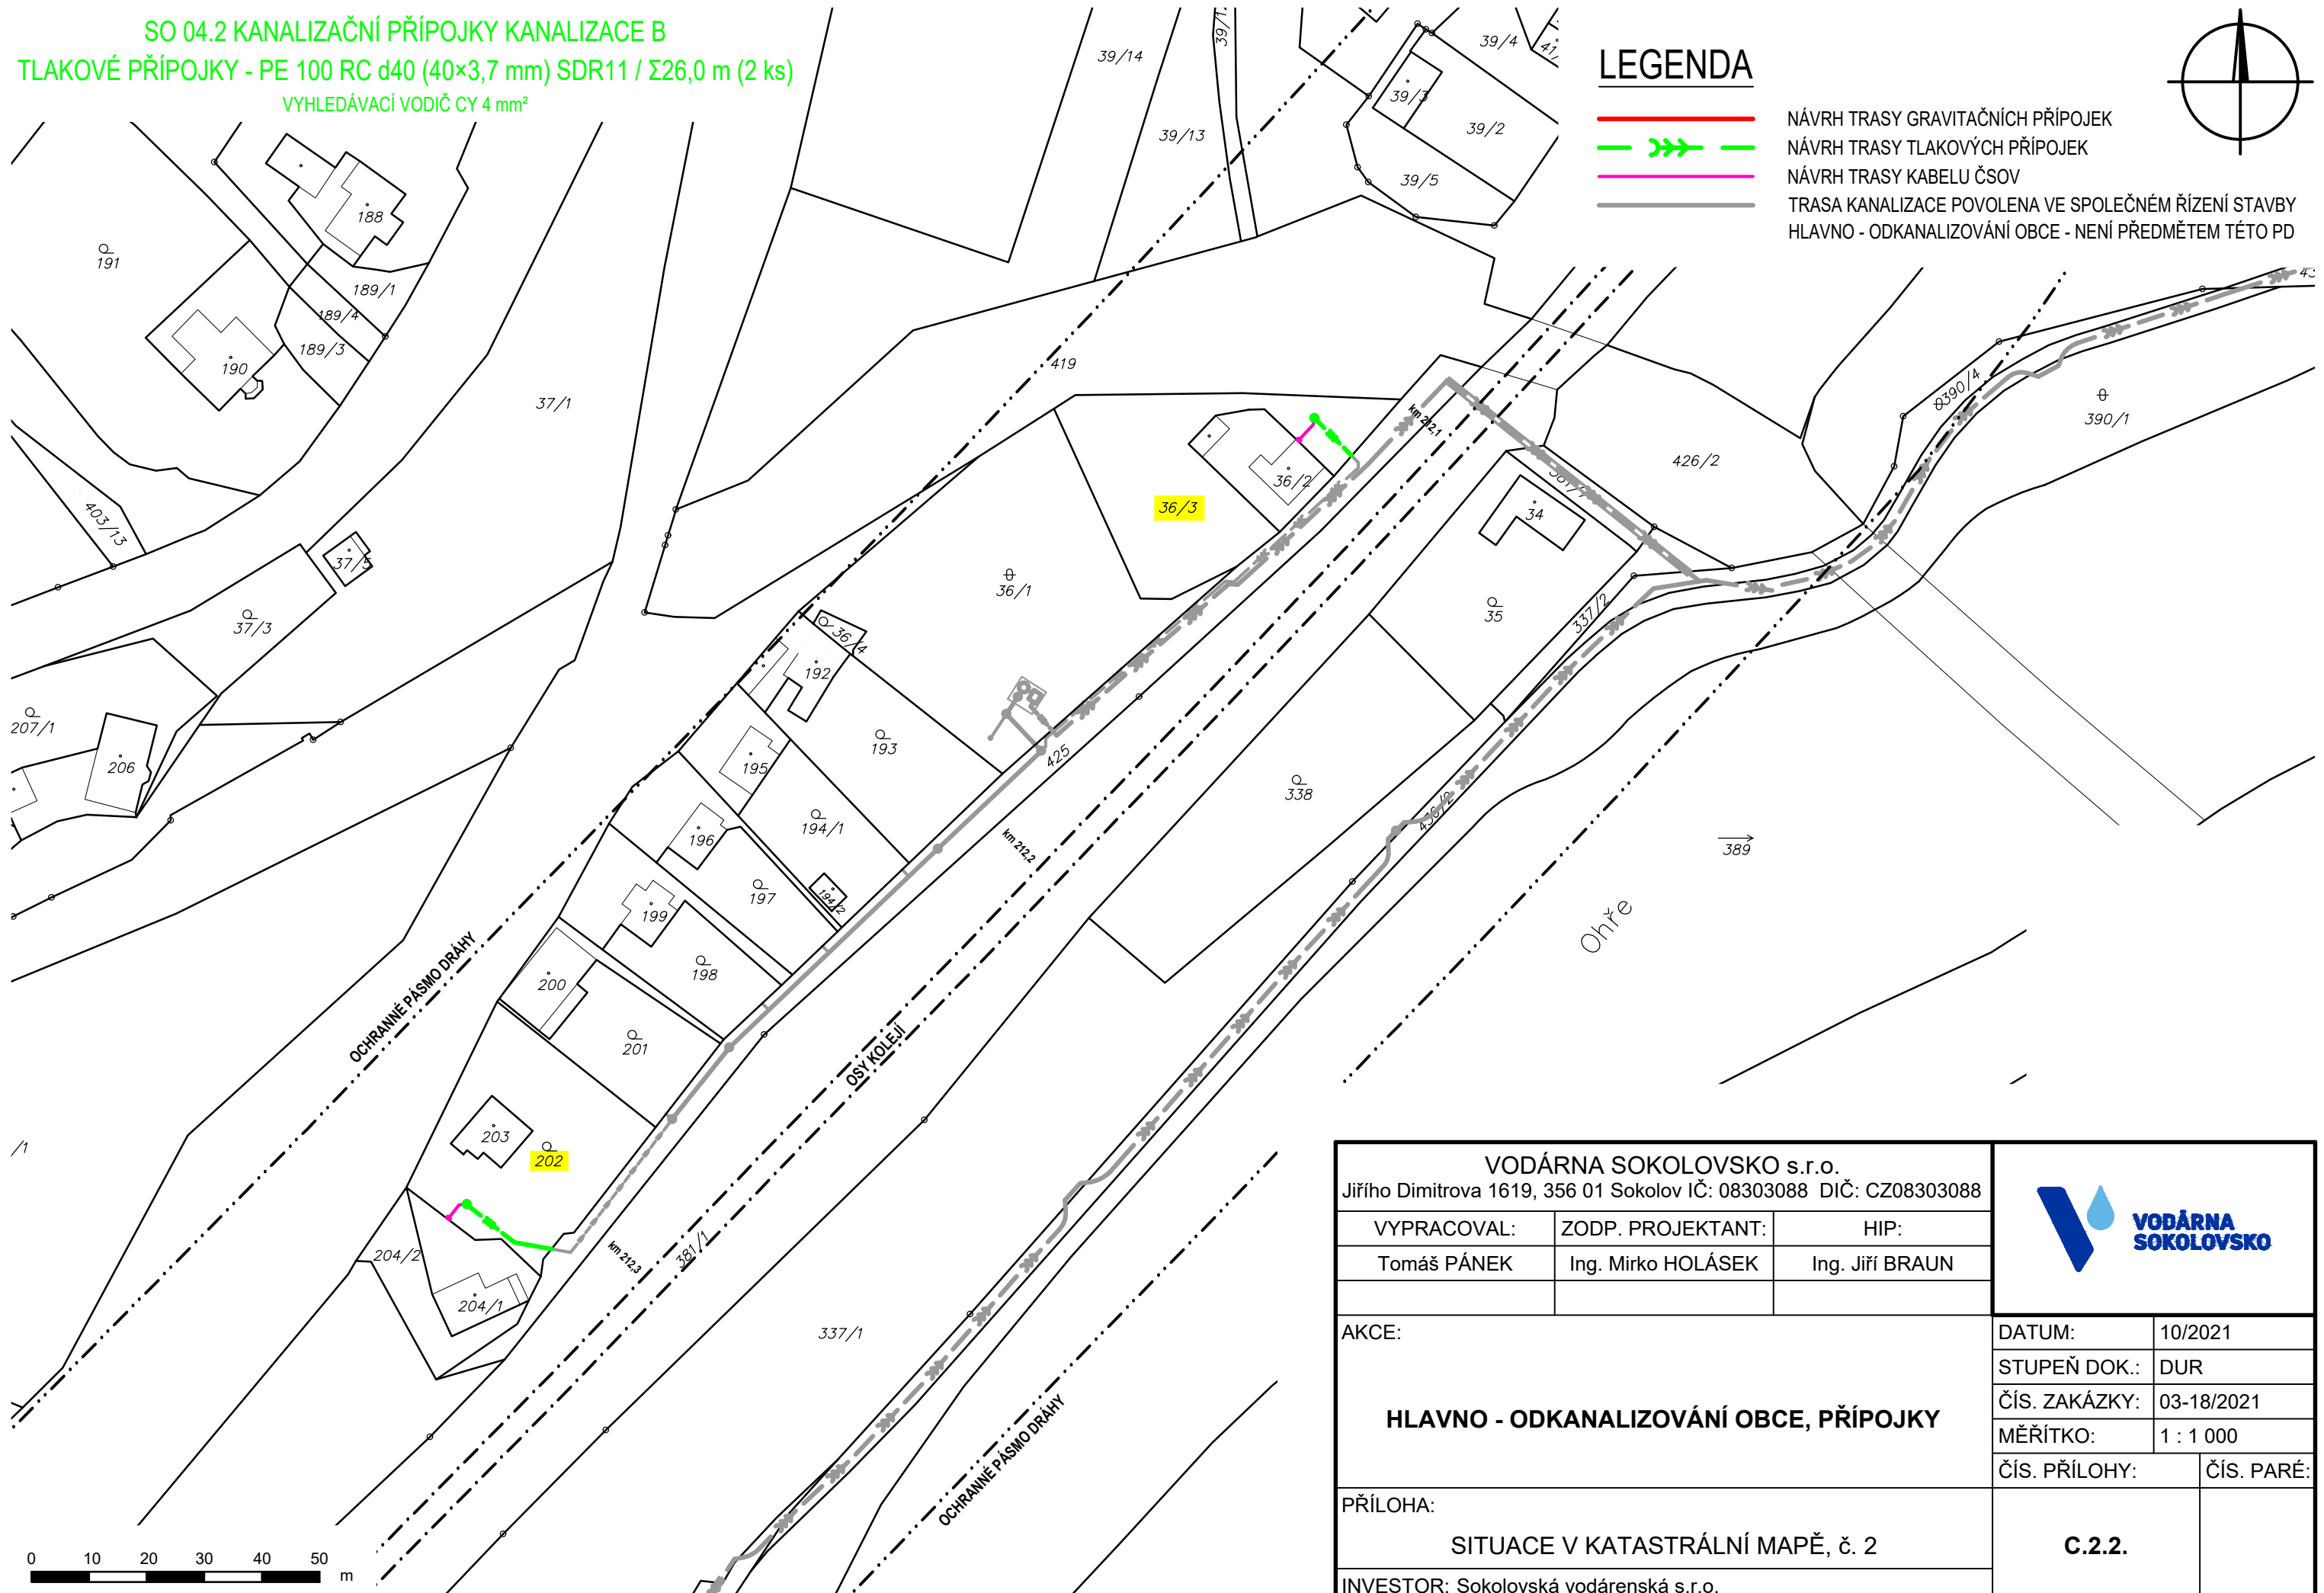 SO 04.2 KANALIZAČNÍ PŘÍPOJKY KANALIZACE B
TLAKOVÉ PŘÍPOJKY - PE 100 RC d40 (40×3,7 mm) SDR11 / Σ26,0 m (2 ks)
VYHLEDÁVACÍ VODIČ CY 4 mm²
LEGENDA
NÁVRH TRASY GRAVITAČNÍCH PŘÍPOJEK
NÁVRH TRASY TLAKOVÝCH PŘÍPOJEK
NÁVRH TRASY KABELU ČSOV
TRASA KANALIZACE POVOLENA VE SPOLEČNÉM ŘÍZENÍ STAVBY
HLAVNO - ODKANALIZOVÁNÍ OBCE - NENÍ PŘEDMĚTEM TÉTO PD
39/14
39/13
39/4
39/3
39/2
39/5
188
191
189/1
189/4
189/3
190
37/1
419
390/4
390/1
km 212,1
426/2
36/2
36/3
34
403/13
37/5
36/1
35
337/2
37/3
36/4
192
207/1
193
425
206
195
338
194/1
196
436/2
km 212,2
389
197
194/2
199
Ohře
198
200
OCHRANNÉ PÁSMO DRÁHY
201
OSY KOLEJÍ
203
202
/1
204/2
km 212,3
381/1
204/1
337/1
OCHRANNÉ PÁSMO DRÁHY
0 10 20 30 40 50 m
VODÁRNA SOKOLOVSKO s.r.o.
Jiřího Dimitrova 1619, 356 01 Sokolov IČ: 08303088 DIČ: CZ08303088
VYPRACOVAL: ZODP. PROJEKTANT: HIP:
Tomáš PÁNEK Ing. Mirko HOLÁSEK Ing. Jiří BRAUN
VODÁRNA
SOKOLOVSKO
AKCE:
HLAVNO - ODKANALIZOVÁNÍ OBCE, PŘÍPOJKY
DATUM: 10/2021
STUPEŇ DOK.: DUR
ČÍS. ZAKÁZKY: 03-18/2021
MĚŘÍTKO: 1 : 1 000
ČÍS. PŘÍLOHY: ČÍS. PARÉ:
PŘÍLOHA:
SITUACE V KATASTRÁLNÍ MAPĚ, č. 2
C.2.2.
INVESTOR: Sokolovská vodárenská s.r.o.